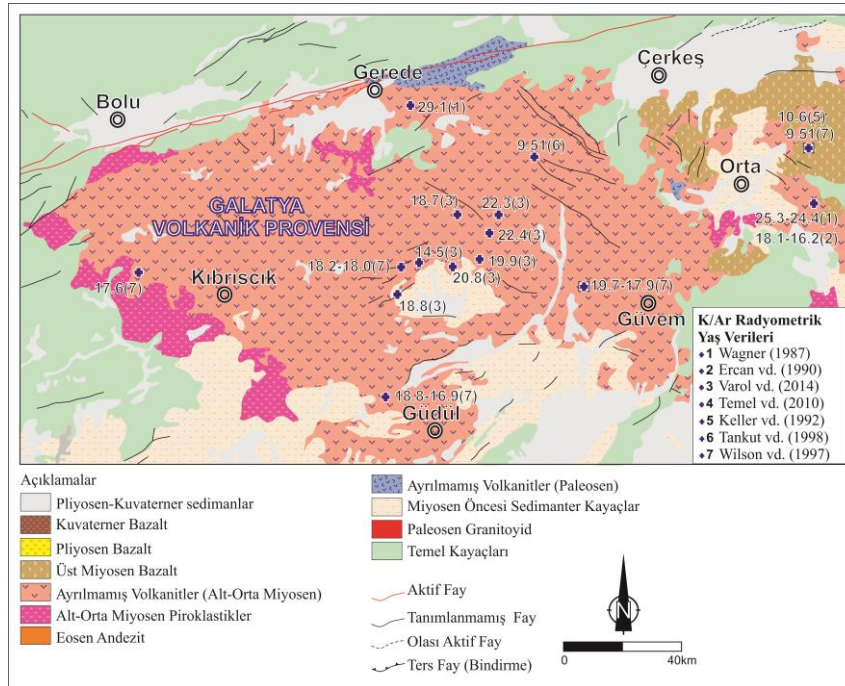 Bolu
Gerede
Çerkeş
29.1(1)
9.51(6)
10.6(5)
9.51(7)
Orta
GALATYA
VOLKANİK PROVENSİ
18.7(3)
22.3(3)
22.4(3)
25.3-24.4(1)
18.1-16.2(2)
14.5(3)
19.9(3)
18.2-18.0(7)
20.8(3)
17.6(7)
Kıbrıscık
18.8(3)
19.7-17.9(7)
Güvem
18.8-16.9(7)
Güdül
K/Ar Radyometrik
Yaş Verileri
1 Wagner (1987)
2 Ercan vd. (1990)
3 Varol vd. (2014)
4 Temel vd. (2010)
5 Keller vd. (1992)
6 Tankut vd. (1998)
7 Wilson vd. (1997)
Açıklamalar
Pliyosen-Kuvaterner sedimanlar
Kuvaterner Bazalt
Pliyosen Bazalt
Üst Miyosen Bazalt
Ayrılmamış Volkanitler (Alt-Orta Miyosen)
Alt-Orta Miyosen Piroklastikler
Eosen Andezit
Ayrılmamış Volkanitler (Paleosen)
Miyosen Öncesi Sedimanter Kayaçlar
Paleosen Granitoyid
Temel Kayaçları
Aktif Fay
Tanımlanmamış Fay
Olası Aktif Fay
Ters Fay (Bindirme)
N
0
40km